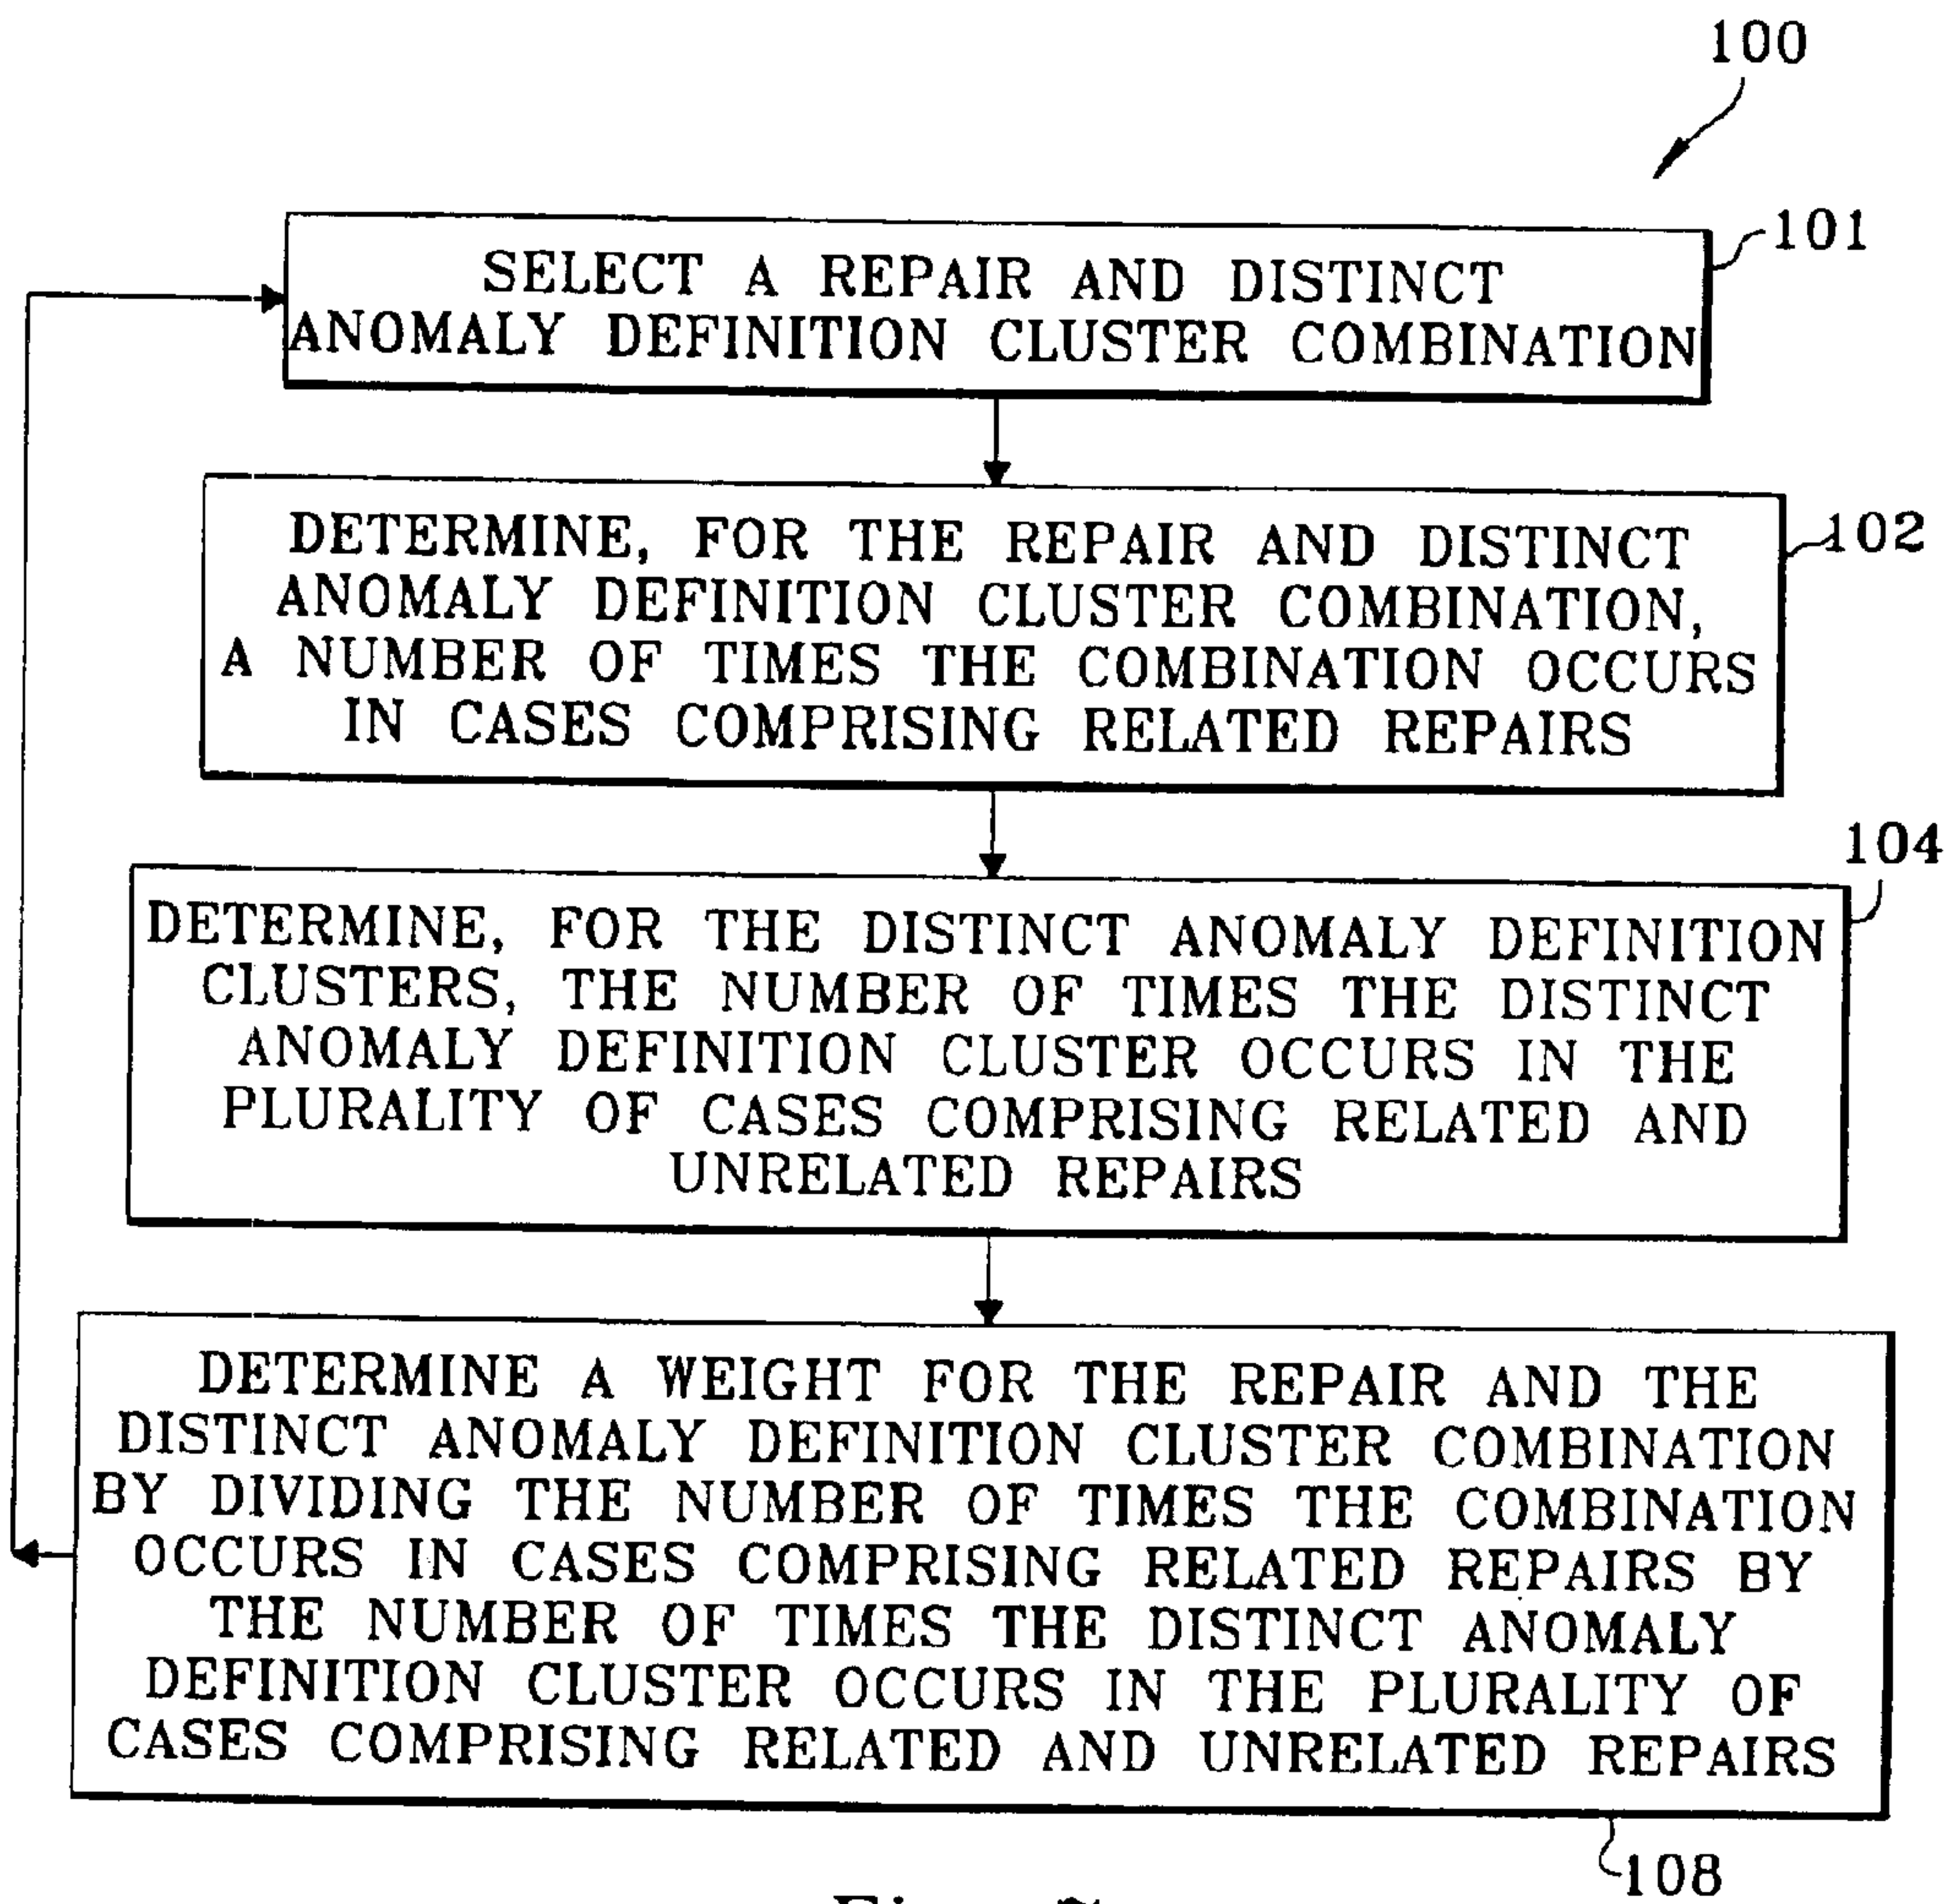 100
101
SELECT A REPAIR AND DISTINCT
ANOMALY DEFINITION CLUSTER COMBINATION
102
DETERMINE, FOR THE REPAIR AND DISTINCT
ANOMALY DEFINITION CLUSTER COMBINATION,
A NUMBER OF TIMES THE COMBINATION OCCURS
IN CASES COMPRISING RELATED REPAIRS
104
DETERMINE, FOR THE DISTINCT ANOMALY DEFINITION
CLUSTERS, THE NUMBER OF TIMES THE DISTINCT
ANOMALY DEFINITION CLUSTER OCCURS IN THE
PLURALITY OF CASES COMPRISING RELATED AND
UNRELATED REPAIRS
DETERMINE A WEIGHT FOR THE REPAIR AND THE
DISTINCT ANOMALY DEFINITION CLUSTER COMBINATION
BY DIVIDING THE NUMBER OF TIMES THE COMBINATION
OCCURS IN CASES COMPRISING RELATED REPAIRS BY
THE NUMBER OF TIMES THE DISTINCT ANOMALY
DEFINITION CLUSTER OCCURS IN THE PLURALITY OF
CASES COMPRISING RELATED AND UNRELATED REPAIRS
108